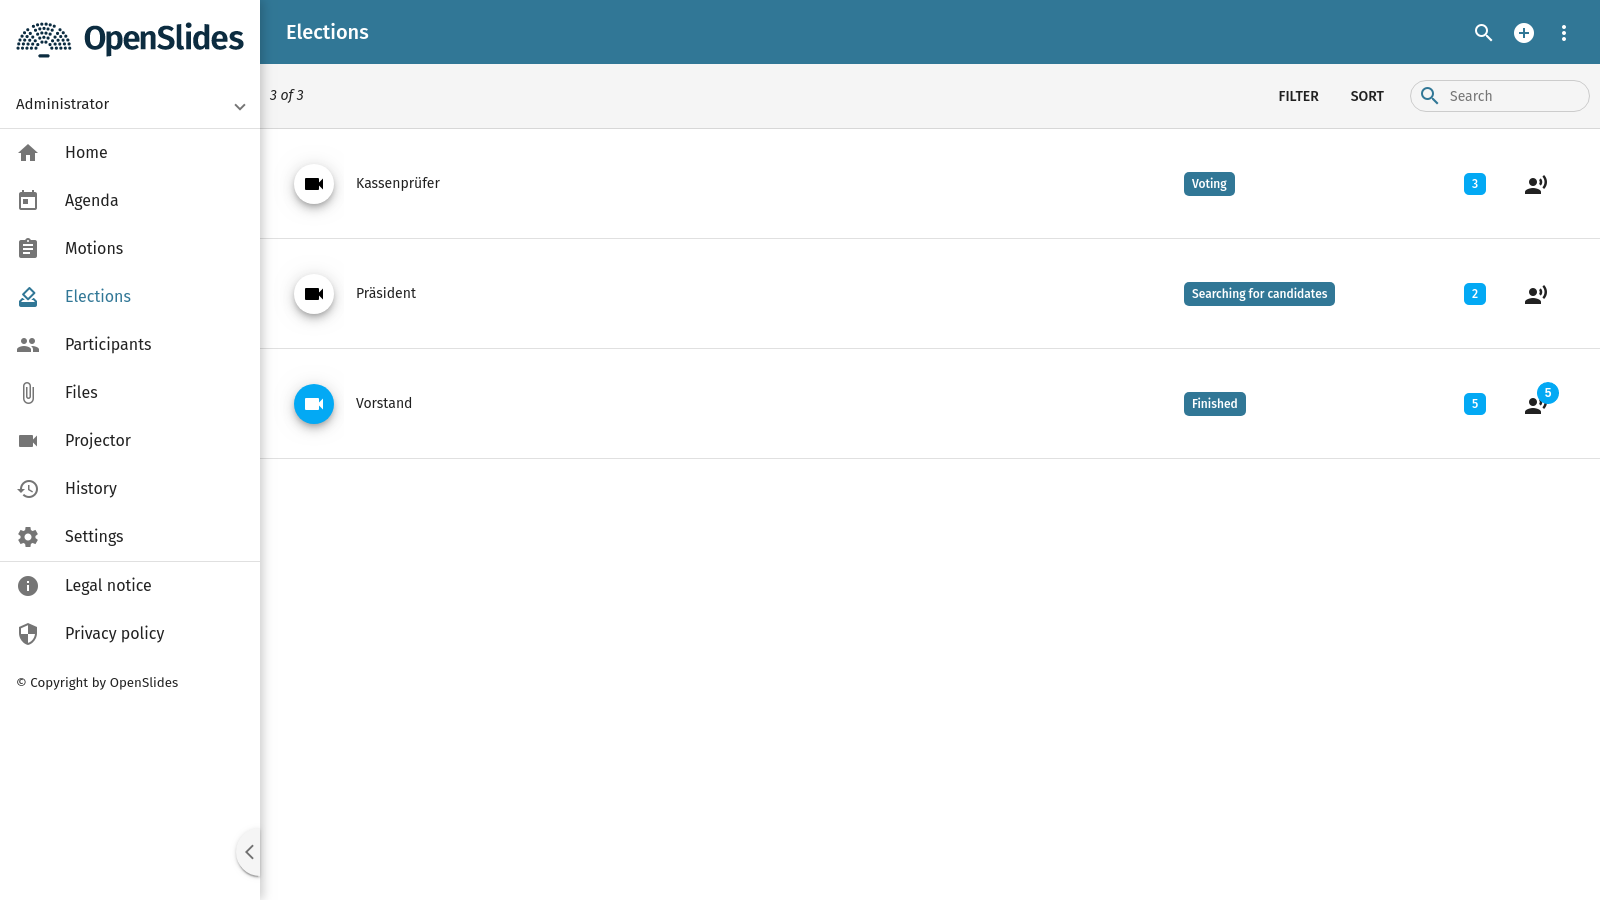 OpenSlides
Administrator
Home
Agenda
Motions
Elections
Participants
Files
Projector
History
Settings
Legal notice
Privacy policy
© Copyright by OpenSlides
Elections
3 of 3
FILTER
SORT
Search
Kassenprüfer
Voting
3
Präsident
Searching for candidates
2
Vorstand
Finished
5
5